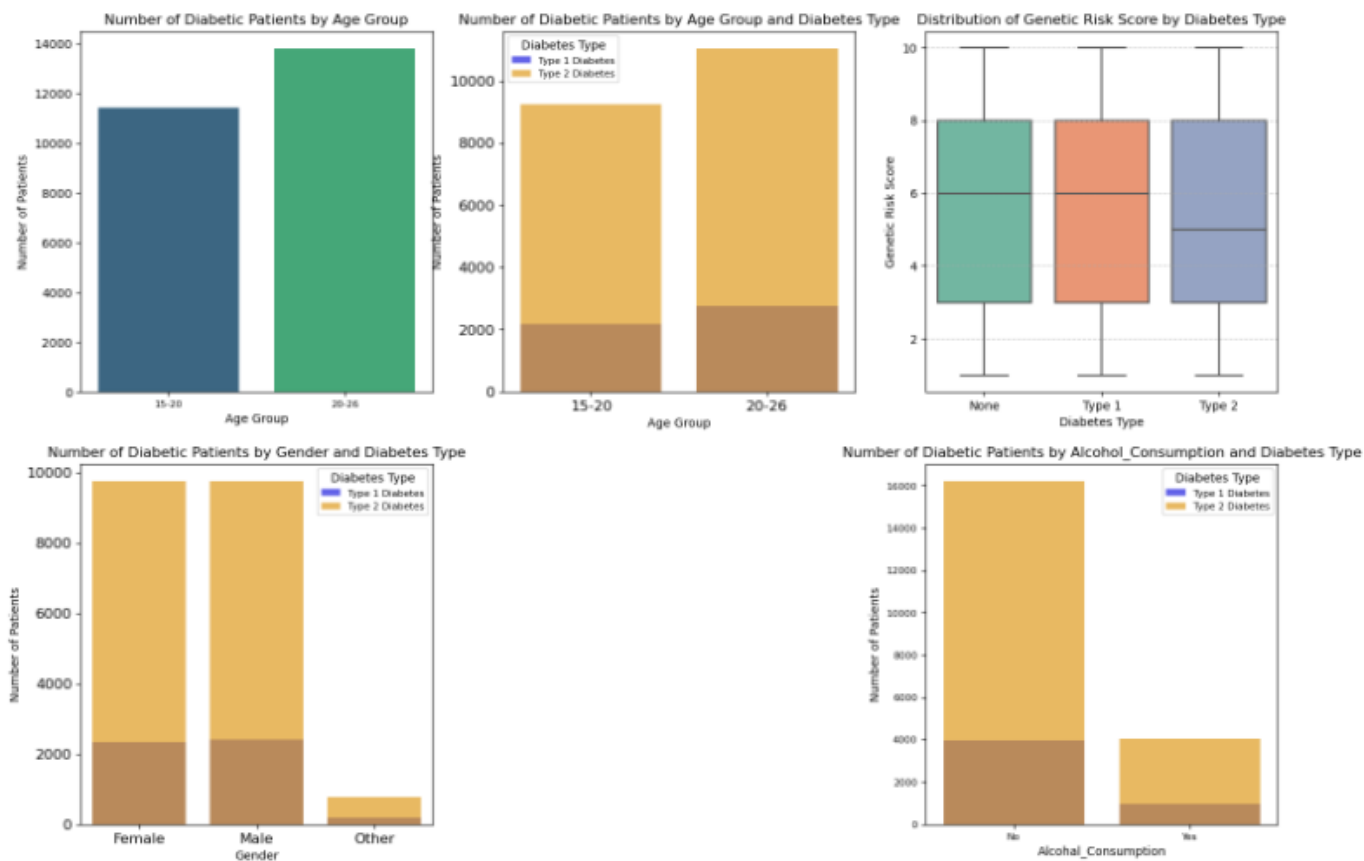 Number of Diabetic Patients by Age Group
14000
12000
10000
8000
6000
4000
2000
0
Number of Patients
15-20
20-26
Age Group
Number of Diabetic Patients by Age Group and Diabetes Type
Diabetes Type
Type 1 Diabetes
Type 2 Diabetes
10000
8000
6000
4000
2000
0
Number of Patients
15-20
20-26
Age Group
Distribution of Genetic Risk Score by Diabetes Type
10
8
6
4
2
Genetic Risk Score
None
Type 1
Type 2
Diabetes Type
Number of Diabetic Patients by Gender and Diabetes Type
Diabetes Type
Type 1 Diabetes
Type 2 Diabetes
10000
8000
6000
4000
2000
0
Number of Patients
Female
Male
Other
Gender
Number of Diabetic Patients by Alcohol_Consumption and Diabetes Type
Diabetes Type
Type 1 Diabetes
Type 2 Diabetes
16000
14000
12000
10000
8000
6000
4000
2000
0
Number of Patients
No
Yes
Alcohal_Consumption